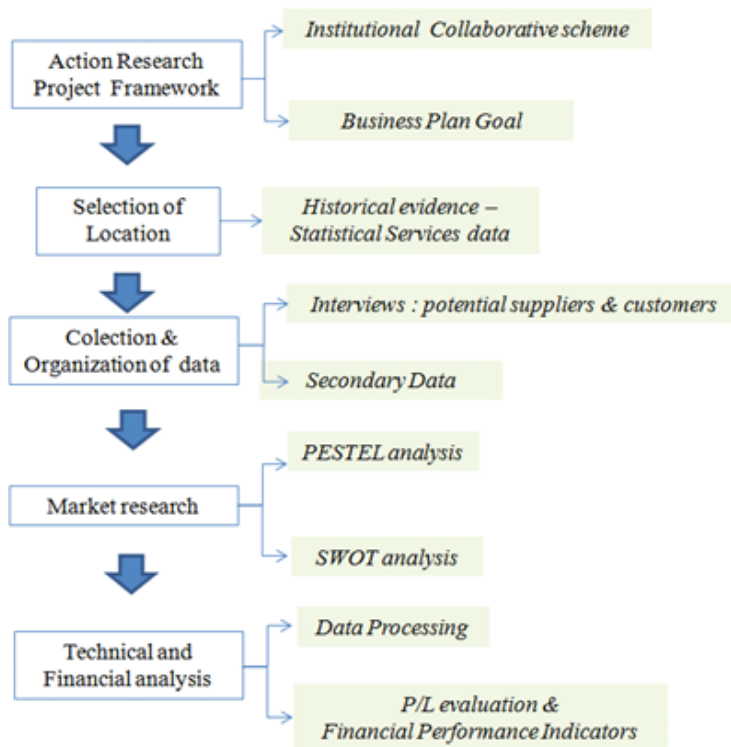 Institutional Collaborative scheme
Action Research
Project Framework
Business Plan Goal
Selection of
Location
Historical evidence –
Statistical Services data
Interviews : potential suppliers & customers
Colection &
Organization of data
Secondary Data
PESTEL analysis
Market research
SWOT analysis
Data Processing
Technical and
Financial analysis
P/L evaluation &
Financial Performance Indicators